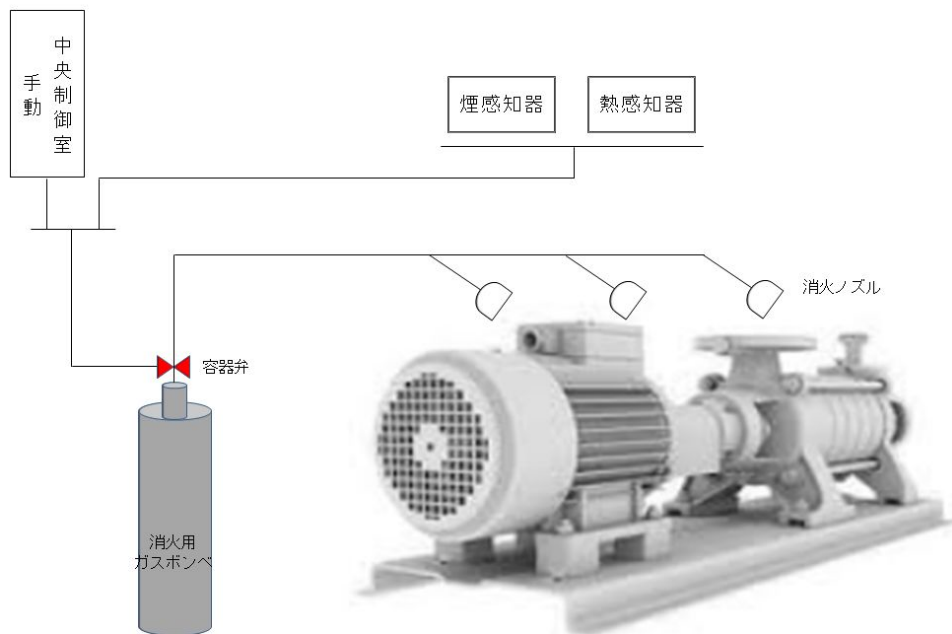 中央制御室
手動
煙感知器
熱感知器
消火ノズル
容器弁
消火用
ガスボンベ